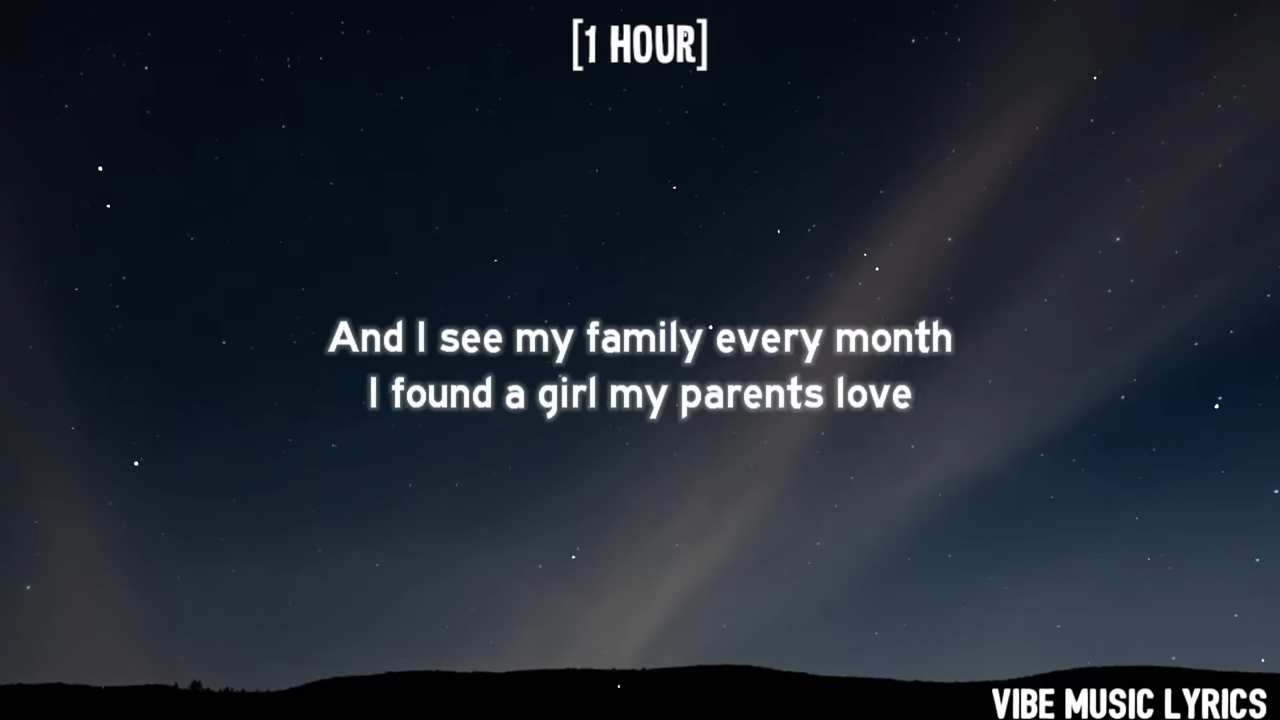 [1 HOUR]
And I see my family every month
I found a girl my parents love
VIBE MUSIC LYRICS